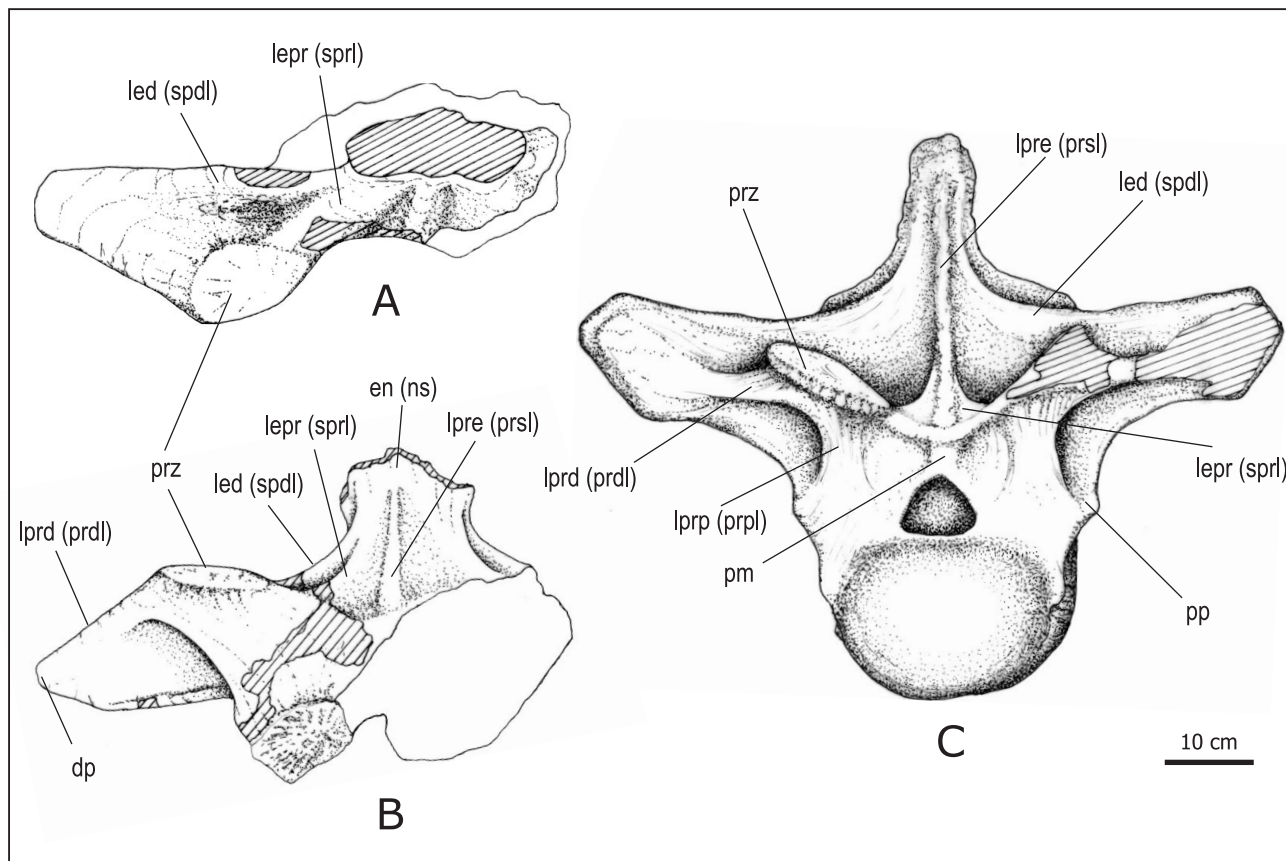 lepr (sprl)
led (spdl)
A
prz
en (ns)
lepr (sprl)
lpre (prsl)
led (spdl)
lprd (prdl)
dp
B
lpre (prsl)
prz
led (spdl)
lprd (prdl)
lepr (sprl)
lprp (prpl)
pm
pp
C
10 cm